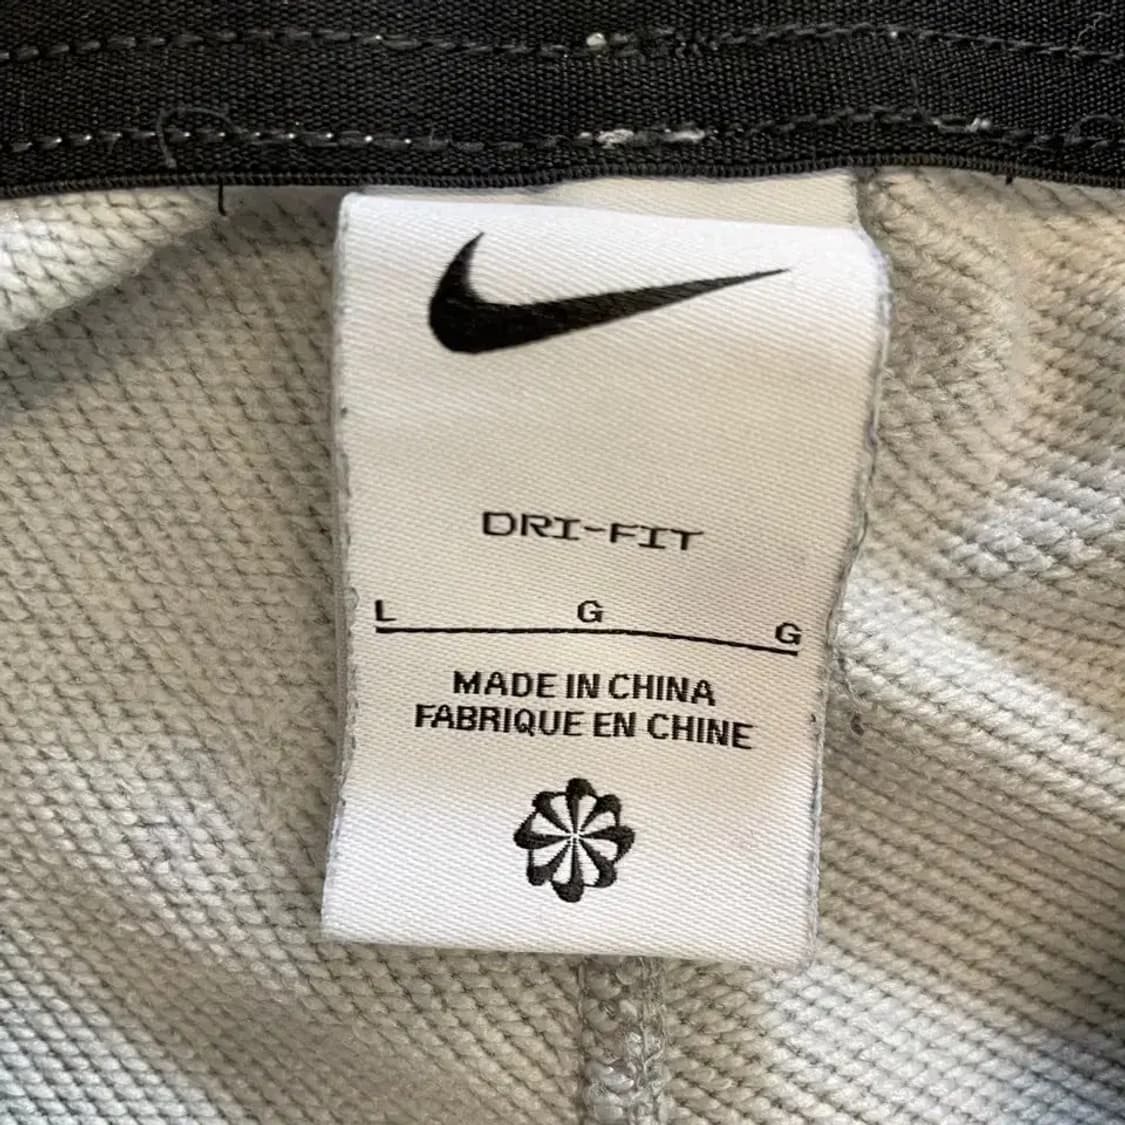 DRI-FIT
L G G
MADE IN CHINA
FABRIQUE EN CHINE